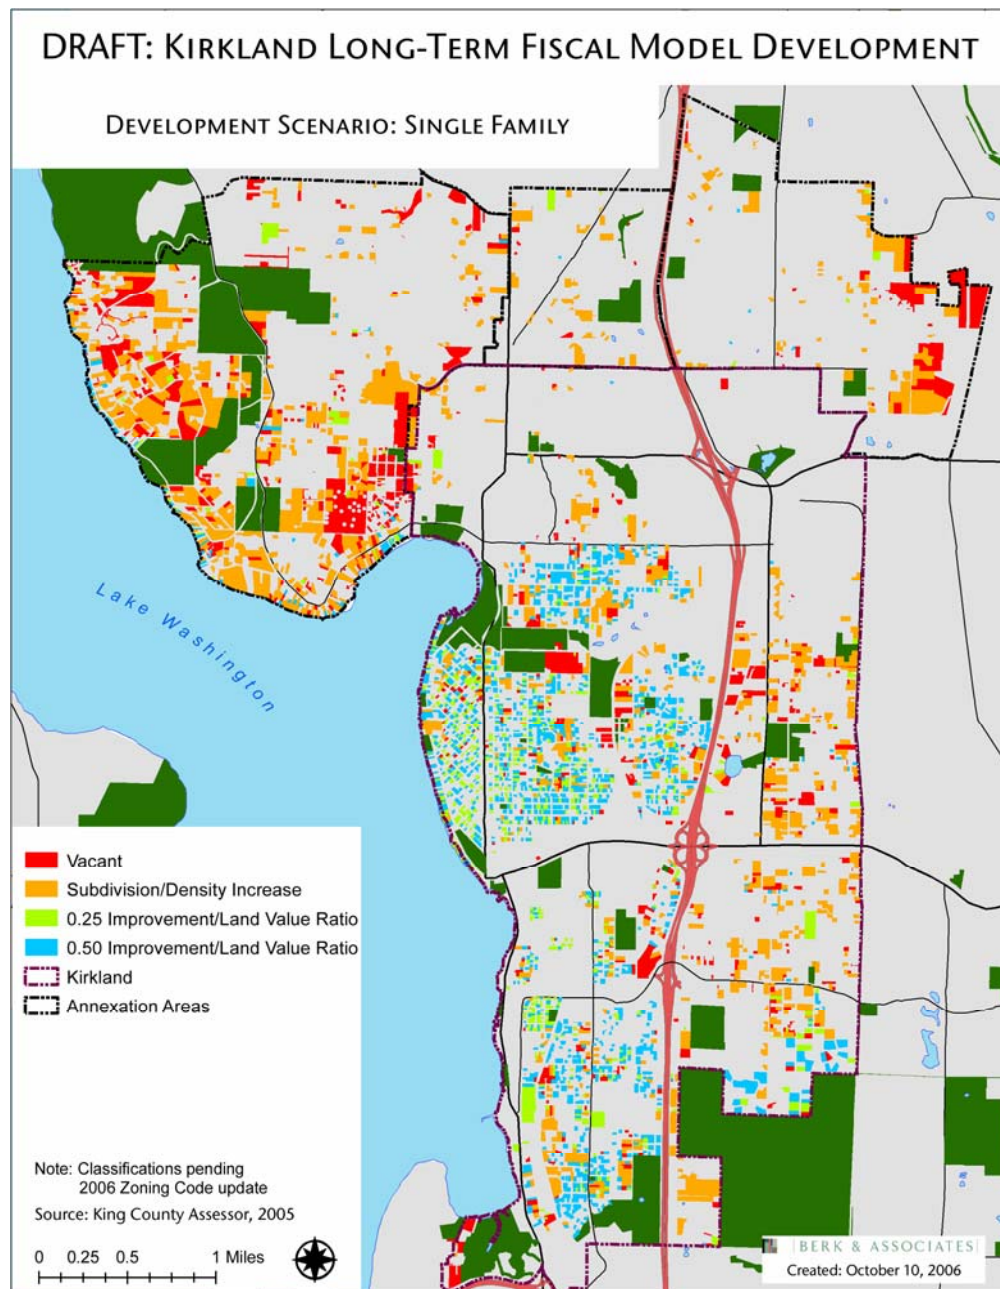 DRAFT: KIRKLAND LONG-TERM FISCAL MODEL DEVELOPMENT
DEVELOPMENT SCENARIO: SINGLE FAMILY
Lake Washington
Vacant
Subdivision/Density Increase
0.25 Improvement/Land Value Ratio
0.50 Improvement/Land Value Ratio
Kirkland
Annexation Areas
Note: Classifications pending
2006 Zoning Code update
Source: King County Assessor, 2005
0 0.25 0.5 1 Miles
BERK & ASSOCIATES
Created: October 10, 2006